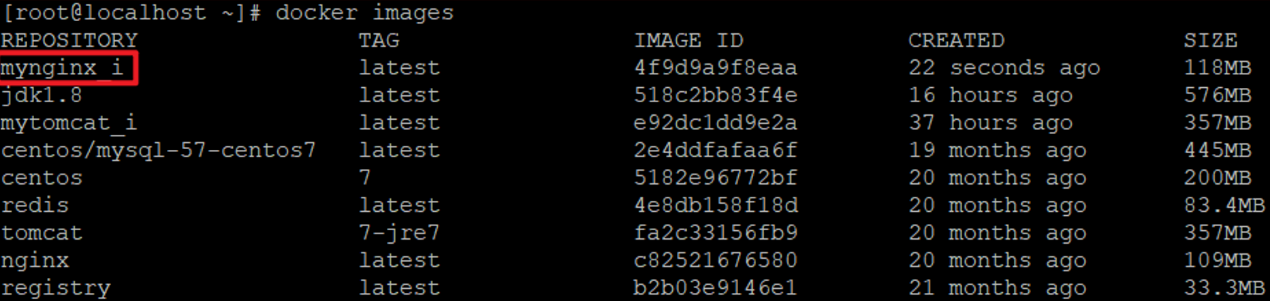 [root@localhost ~]# docker images
REPOSITORY TAG IMAGE ID CREATED SIZE
mynginx_i latest 4f9d9a9f8eaa 22 seconds ago 118MB
jdk1.8 latest 518c2bb83f4e 16 hours ago 576MB
mytomcat_i latest e92dc1dd9e2a 37 hours ago 357MB
centos/mysql-57-centos7 latest 2e4ddfafaa6f 19 months ago 445MB
centos 7 5182e96772bf 20 months ago 200MB
redis latest 4e8db158f18d 20 months ago 83.4MB
tomcat 7-jre7 fa2c33156fb9 20 months ago 357MB
nginx latest c82521676580 20 months ago 109MB
registry latest b2b03e9146e1 21 months ago 33.3MB